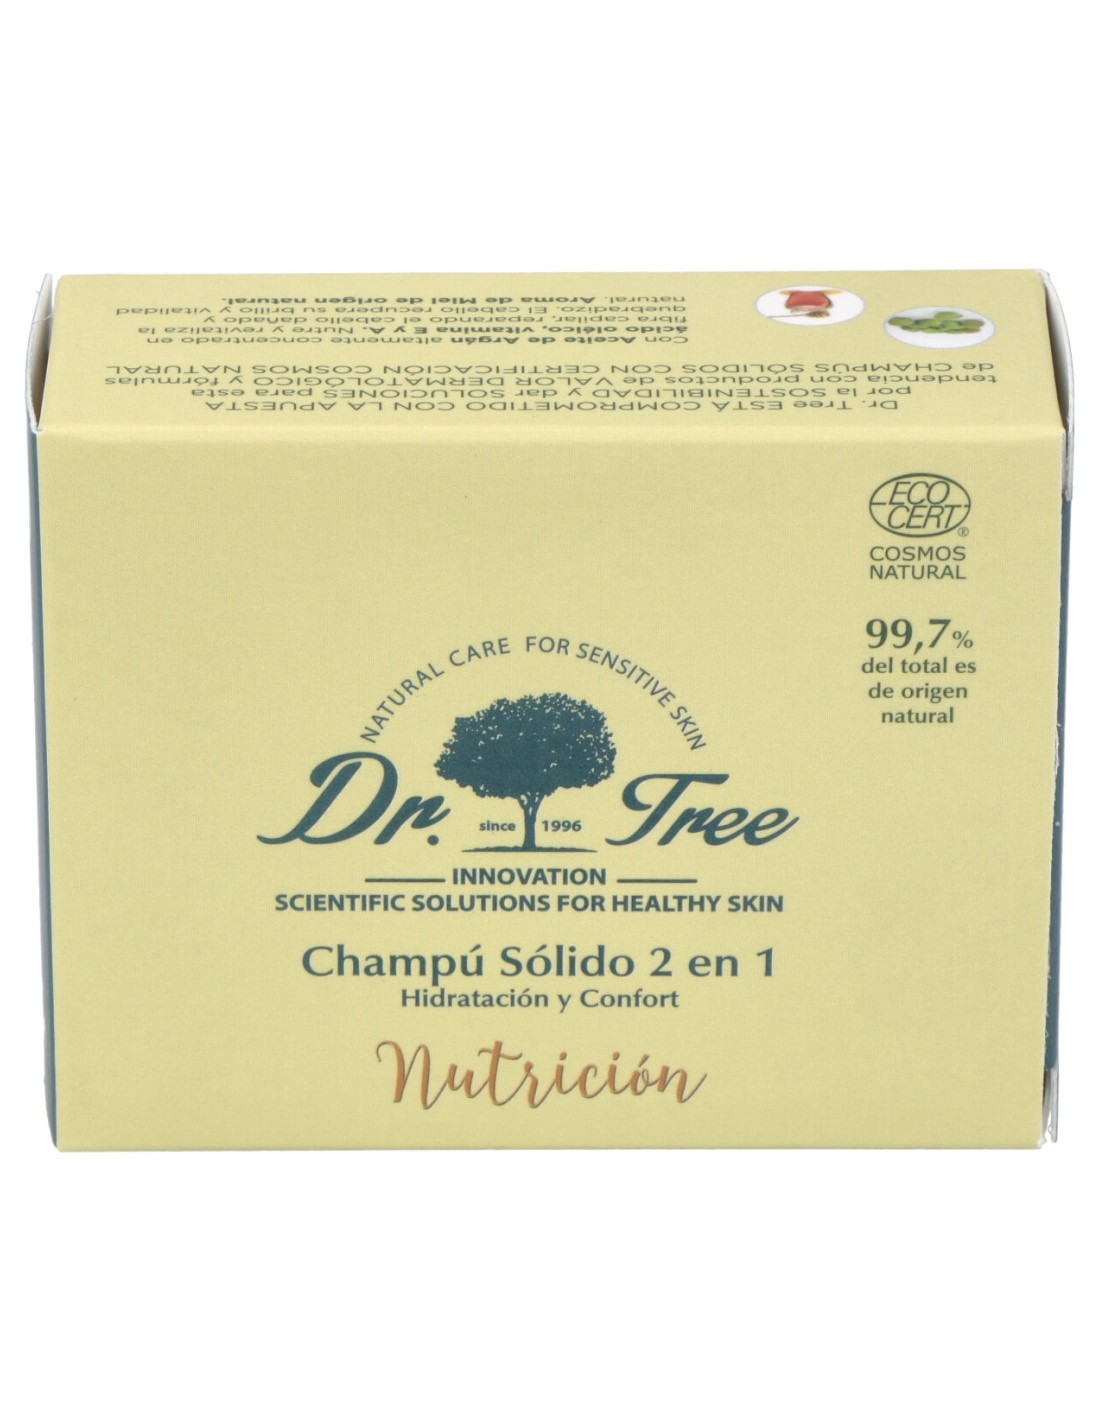 Dr. Tree ESTÁ COMPROMETIDO CON LA APUESTA
por la SOSTENIBILIDAD y dar SOLUCIONES para esta
tendencia con productos de VALOR DERMATOLÓGICO y fórmulas
de CHAMPÚS SÓLIDOS CON CERTIFICACIÓN COSMOS NATURAL
Con Aceite de Argán altamente concentrado en
ácido oléico, vitamina E y A. Nutre y revitaliza la
fibra capilar, reparando el cabello dañado y
quebradizo. El cabello recupera su brillo y vitalidad
natural. Aroma de Miel de origen natural.
ECO
CERT®
COSMOS
NATURAL
99,7%
del total es
de origen
natural
NATURAL CARE FOR SENSITIVE SKIN
Dr. Tree
since 1996
INNOVATION
SCIENTIFIC SOLUTIONS FOR HEALTHY SKIN
Champú Sólido 2 en 1
Hidratación y Confort
Nutrición